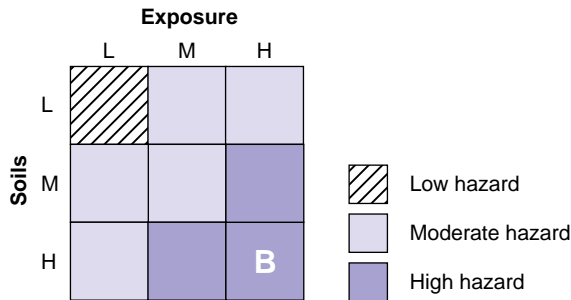 Exposure
L M H
L
Soils
M
H
B
Low hazard
Moderate hazard
High hazard